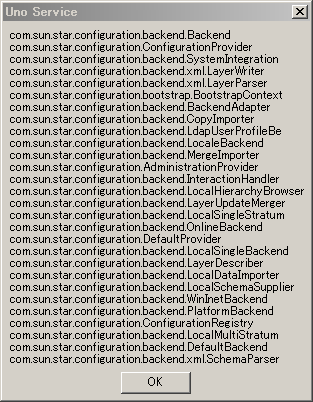 Uno Service
com.sun.star.configuration.backend.Backend
com.sun.star.configuration.ConfigurationProvider
com.sun.star.configuration.backend.SystemIntegration
com.sun.star.configuration.backend.xml.LayerWriter
com.sun.star.configuration.backend.xml.LayerParser
com.sun.star.configuration.bootstrap.BootstrapContext
com.sun.star.configuration.backend.BackendAdapter
com.sun.star.configuration.backend.CopyImporter
com.sun.star.configuration.backend.LdapUserProfileBe
com.sun.star.configuration.backend.LocaleBackend
com.sun.star.configuration.backend.MergeImporter
com.sun.star.configuration.AdministrationProvider
com.sun.star.configuration.backend.InteractionHandler
com.sun.star.configuration.backend.LocalHierarchyBrowser
com.sun.star.configuration.backend.LayerUpdateMerger
com.sun.star.configuration.backend.LocalSingleStratum
com.sun.star.configuration.backend.OnlineBackend
com.sun.star.configuration.DefaultProvider
com.sun.star.configuration.backend.LocalSingleBackend
com.sun.star.configuration.backend.LayerDescriber
com.sun.star.configuration.backend.LocalDataImporter
com.sun.star.configuration.backend.LocalSchemaSupplier
com.sun.star.configuration.backend.WinInetBackend
com.sun.star.configuration.backend.PlatformBackend
com.sun.star.configuration.ConfigurationRegistry
com.sun.star.configuration.backend.LocalMultiStratum
com.sun.star.configuration.backend.DefaultBackend
com.sun.star.configuration.backend.xml.SchemaParser
OK